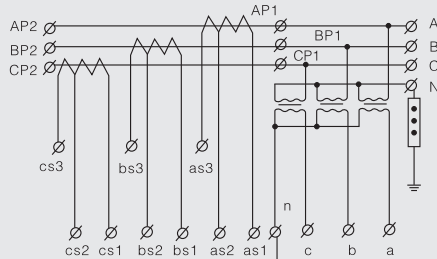 AP1
AP2 A
BP1
BP2 B
CP1
CP2 C
N
cs3 bs3 as3
n
cs2 cs1 bs2 bs1 as2 as1 c b a